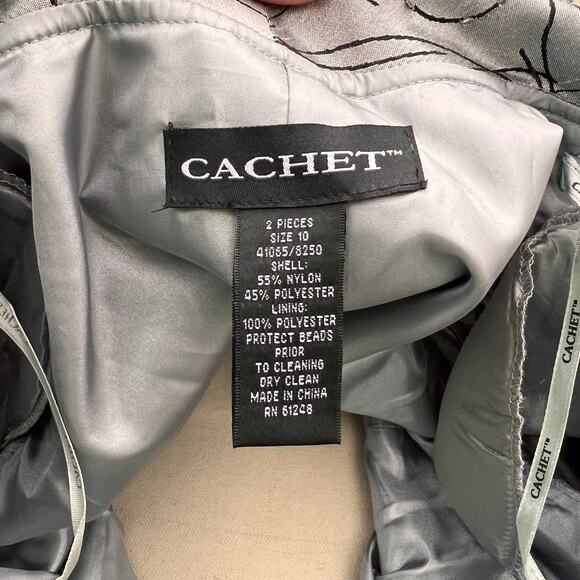 CACHET™
2 PIECES
SIZE 10
41065/8250
SHELL:
55% NYLON
45% POLYESTER
LINING:
100% POLYESTER
PROTECT BEADS
PRIOR
TO CLEANING
DRY CLEAN
MADE IN CHINA
RN 61248
CACHET™
CACHET™